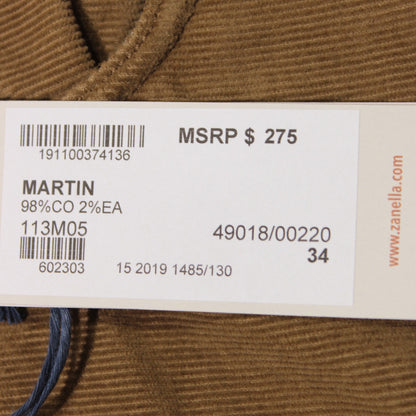 MSRP $ 275
191100374136
MARTIN
98%CO 2%EA
113M05
49018/00220
34
602303
15 2019 1485/130
www.zanella.com